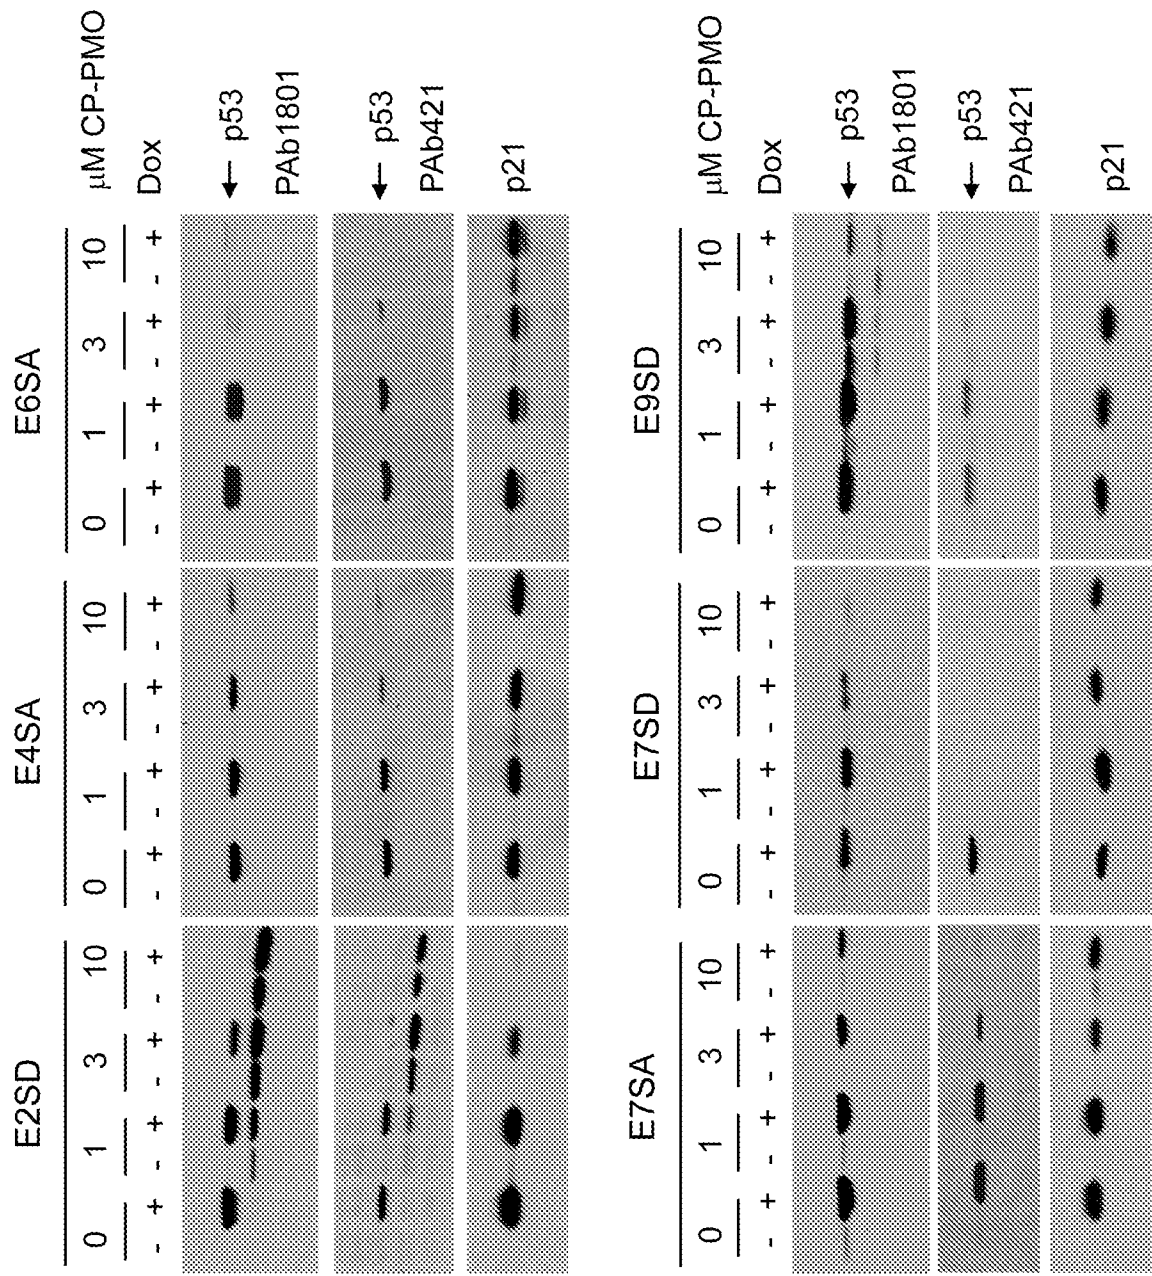 E2SD E4SA E6SA
0 1 3 10 0 1 3 10 0 1 3 10 μM CP-PMO
- + - + - + - + - + - + - + - + - + - + - + - + Dox
p53
PAb1801
p53
PAb421
p21
E7SA E7SD E9SD
0 1 3 10 0 1 3 10 0 1 3 10 μM CP-PMO
- + - + - + - + - + - + - + - + - + - + - + - + Dox
p53
PAb1801
p53
PAb421
p21